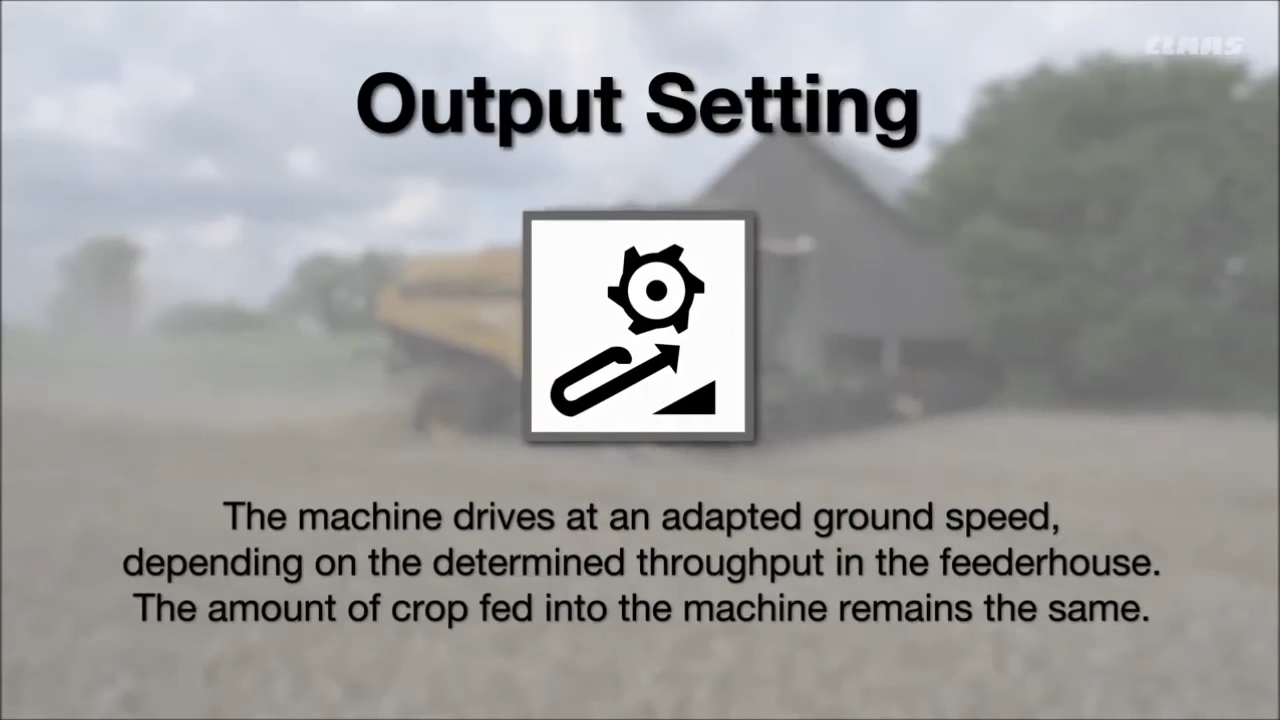 CLAAS
Output Setting
The machine drives at an adapted ground speed,
depending on the determined throughput in the feederhouse.
The amount of crop fed into the machine remains the same.